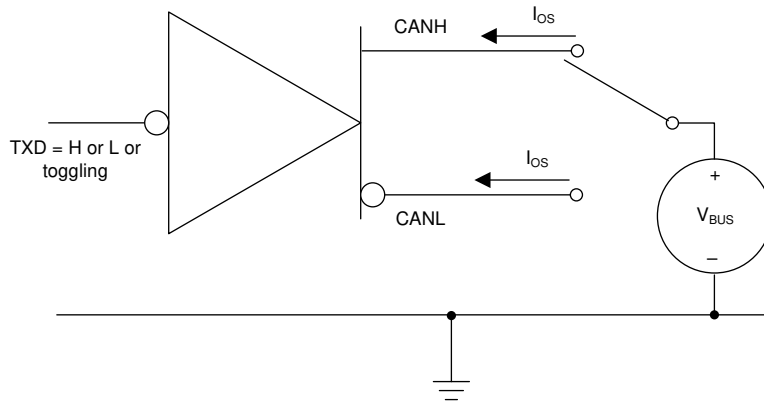 CANH
I_OS
TXD = H or L or
toggling
I_OS
CANL
+
V_BUS
–